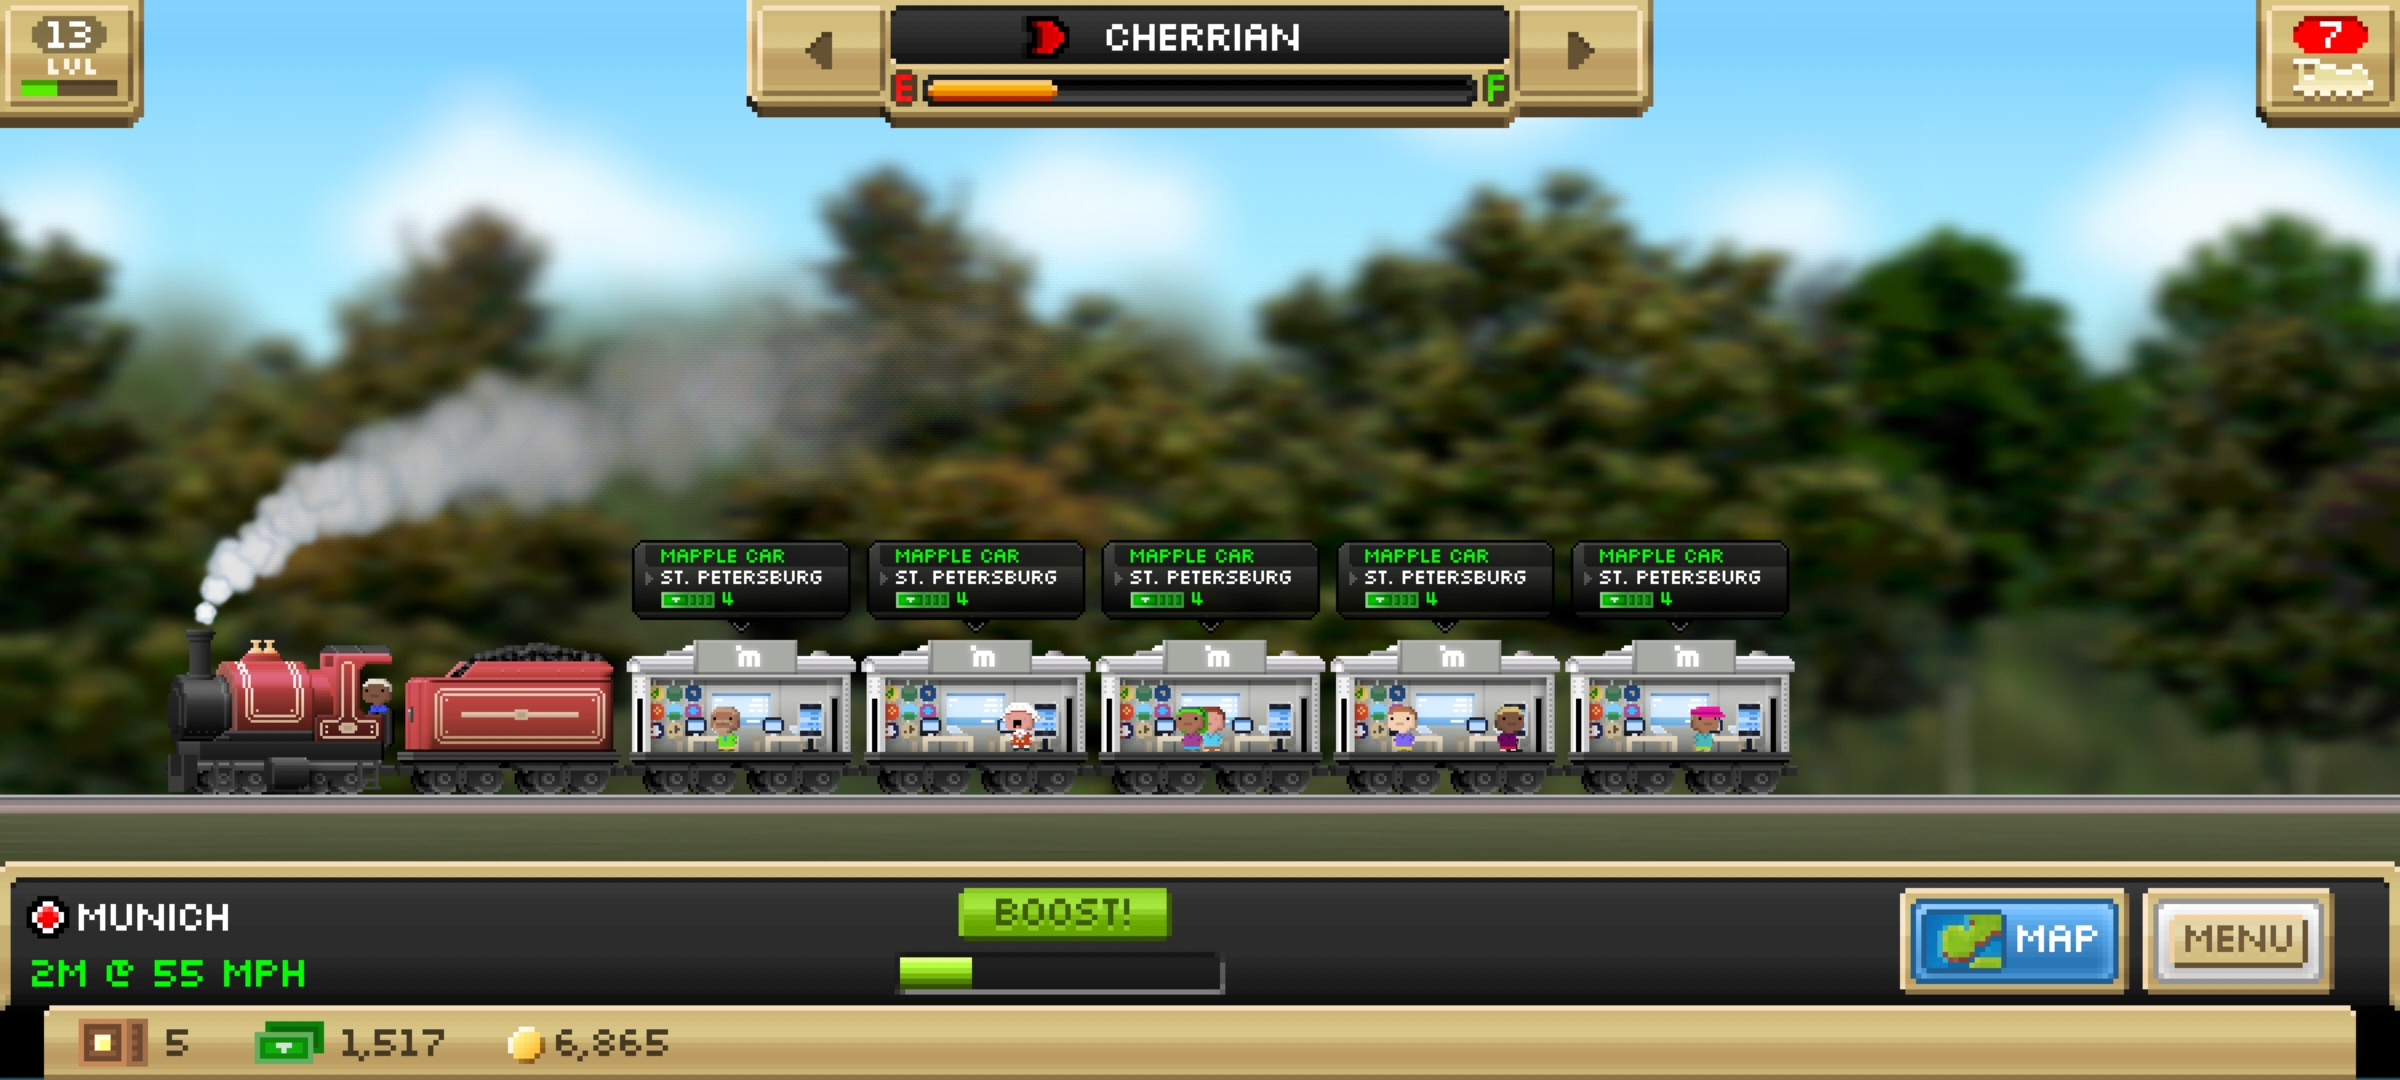 13
LVL
CHERRIAN
E
F
7
MAPPLE CAR
ST. PETERSBURG
4
MAPPLE CAR
ST. PETERSBURG
4
MAPPLE CAR
ST. PETERSBURG
4
MAPPLE CAR
ST. PETERSBURG
4
MAPPLE CAR
ST. PETERSBURG
4
m
m
m
m
m
MUNICH
2M @ 55 MPH
BOOST!
MAP
MENU
5
1,517
6,865